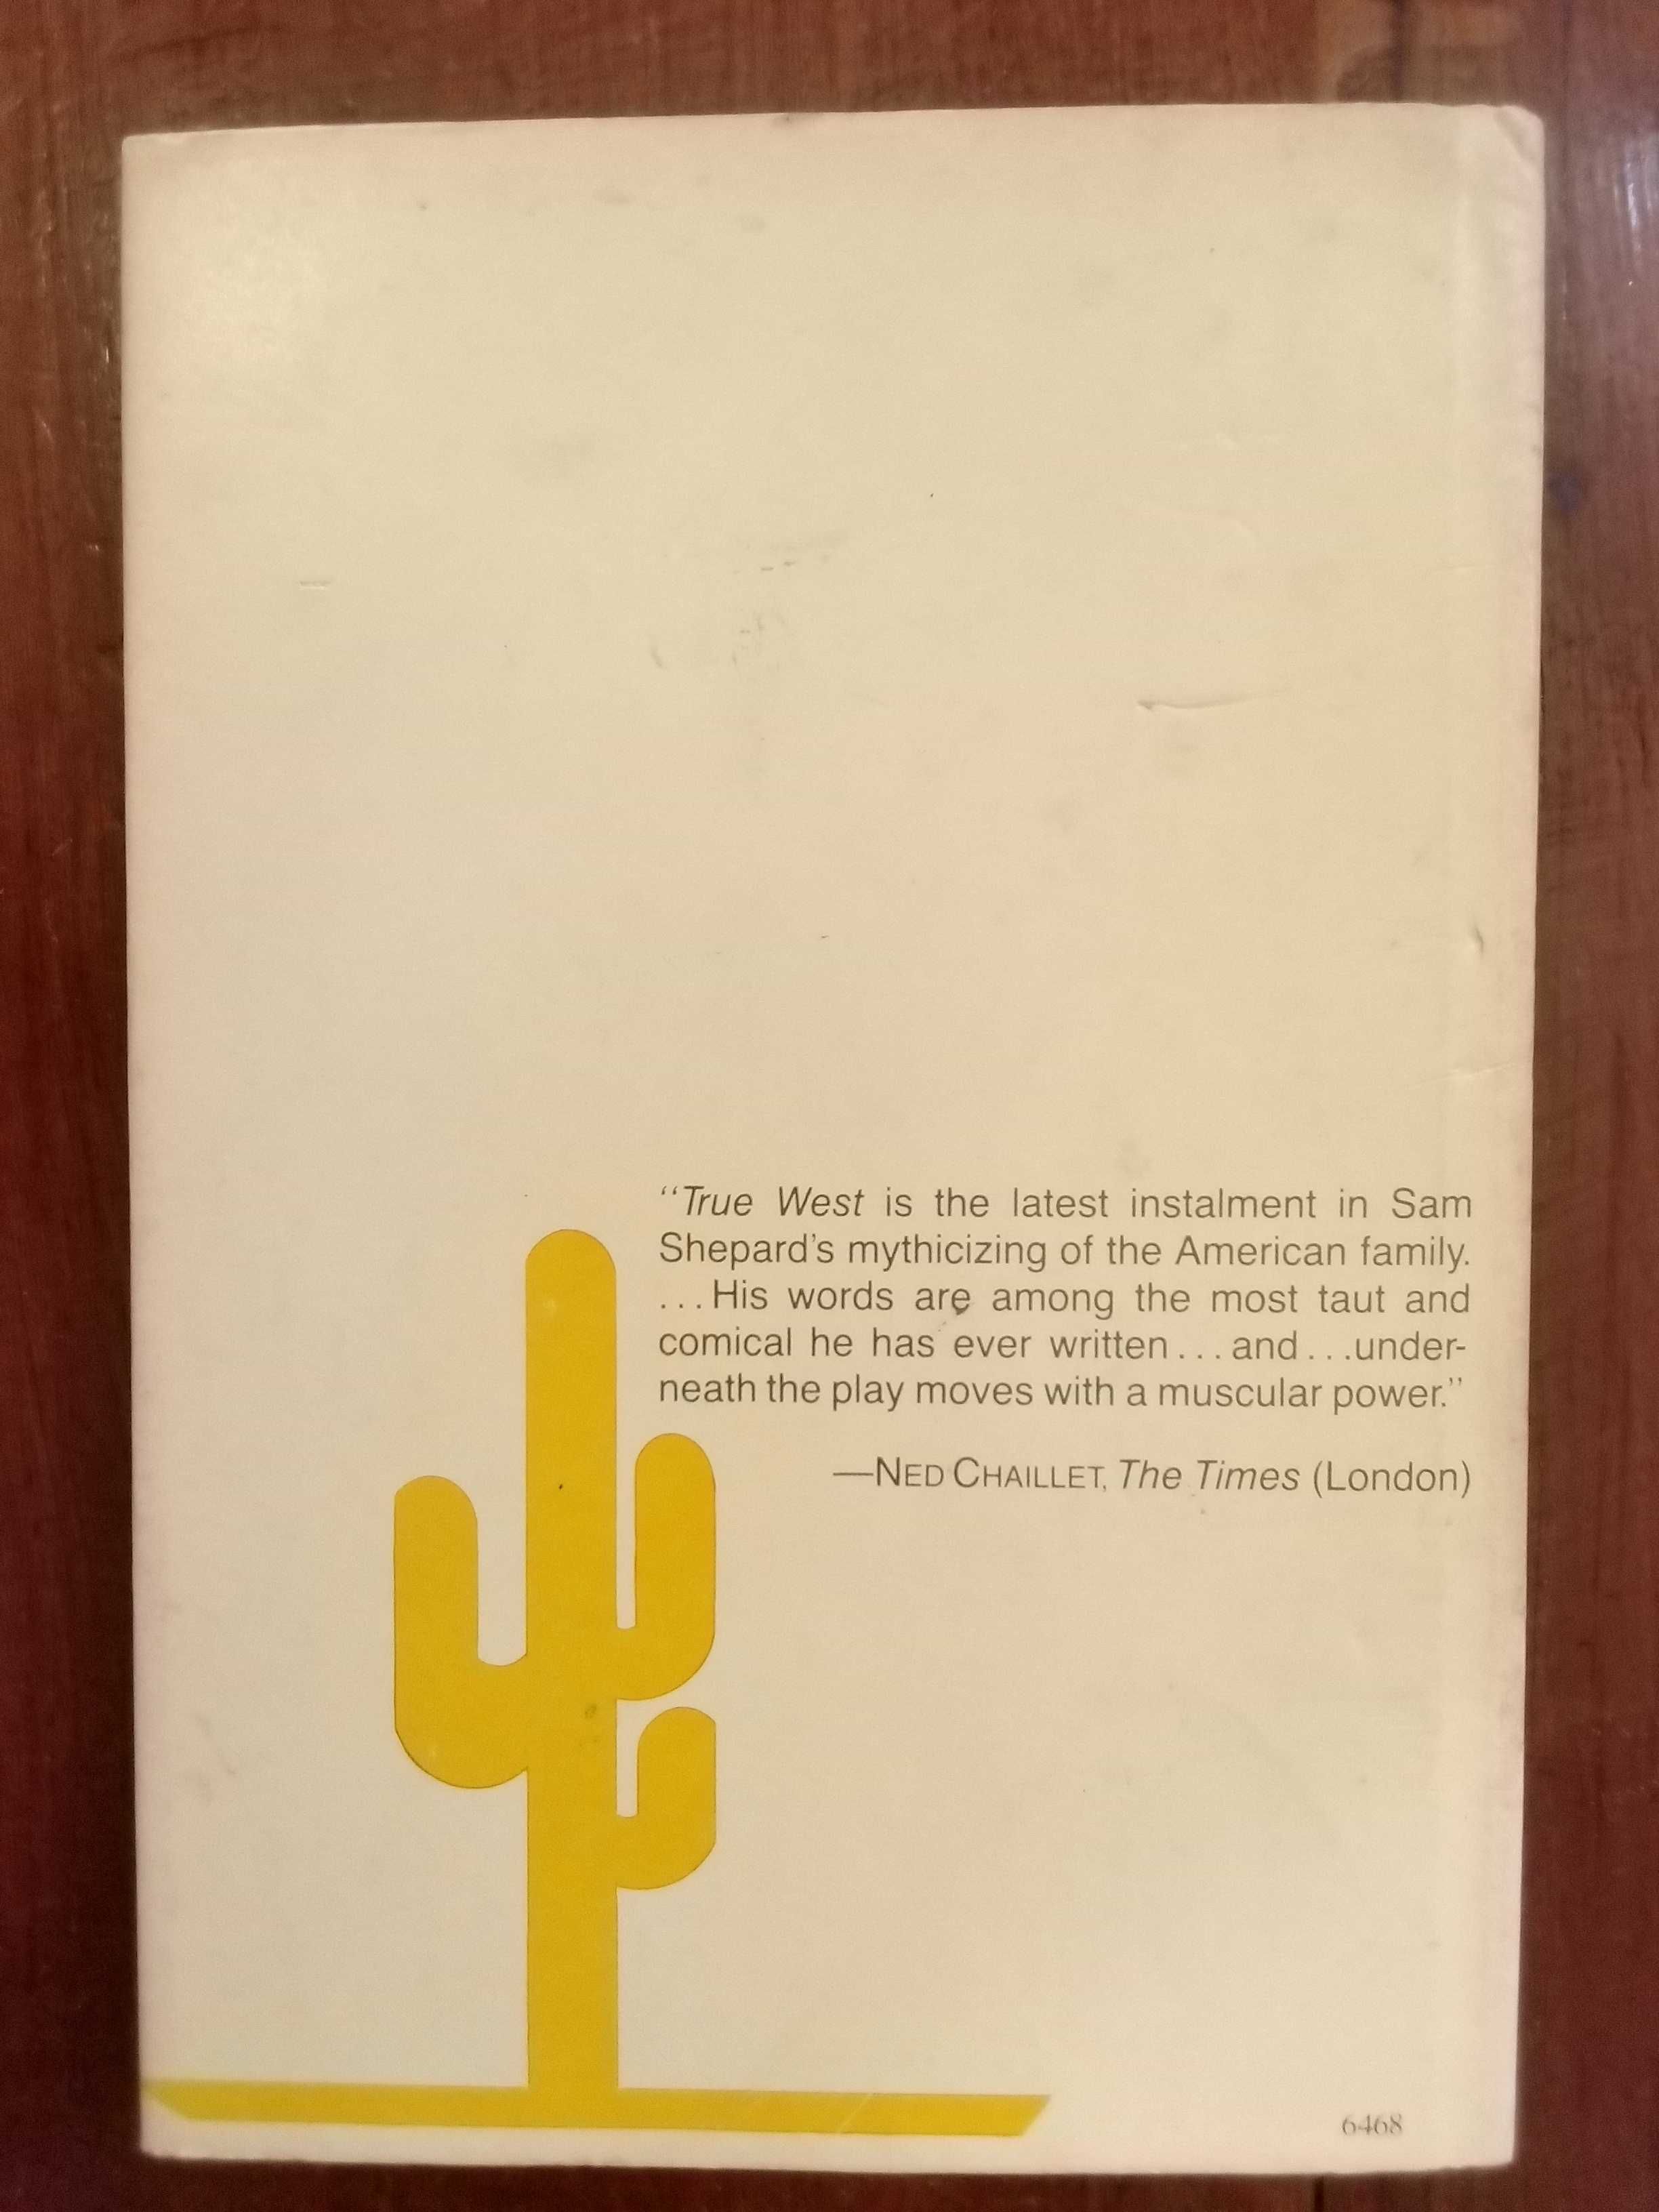 “True West is the latest instalment in Sam
Shepard’s mythicizing of the American family.
...His words are among the most taut and
comical he has ever written...and...under-
neath the play moves with a muscular power.”
—NED CHAILLET, The Times (London)
6468